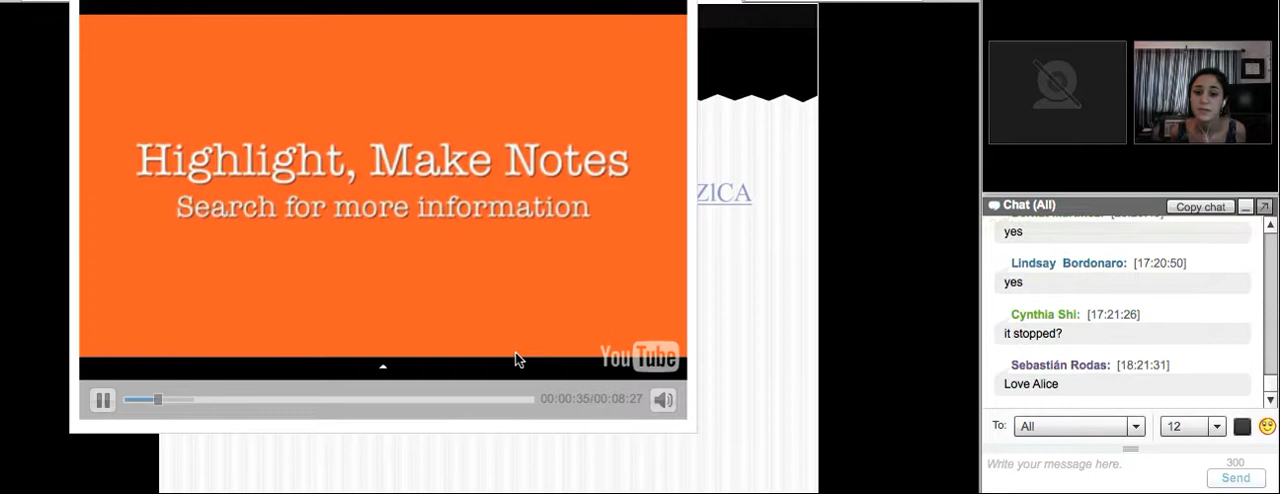 Highlight, Make Notes
Search for more information
YouTube
00:00:35/00:08:27
ZICA
Chat (All)
Copy chat
yes
Lindsay Bordonaro: [17:20:50]
yes
Cynthia Shi: [17:21:26]
it stopped?
Sebastián Rodas: [18:21:31]
Love Alice
To: All 12
Write your message here.
300
Send